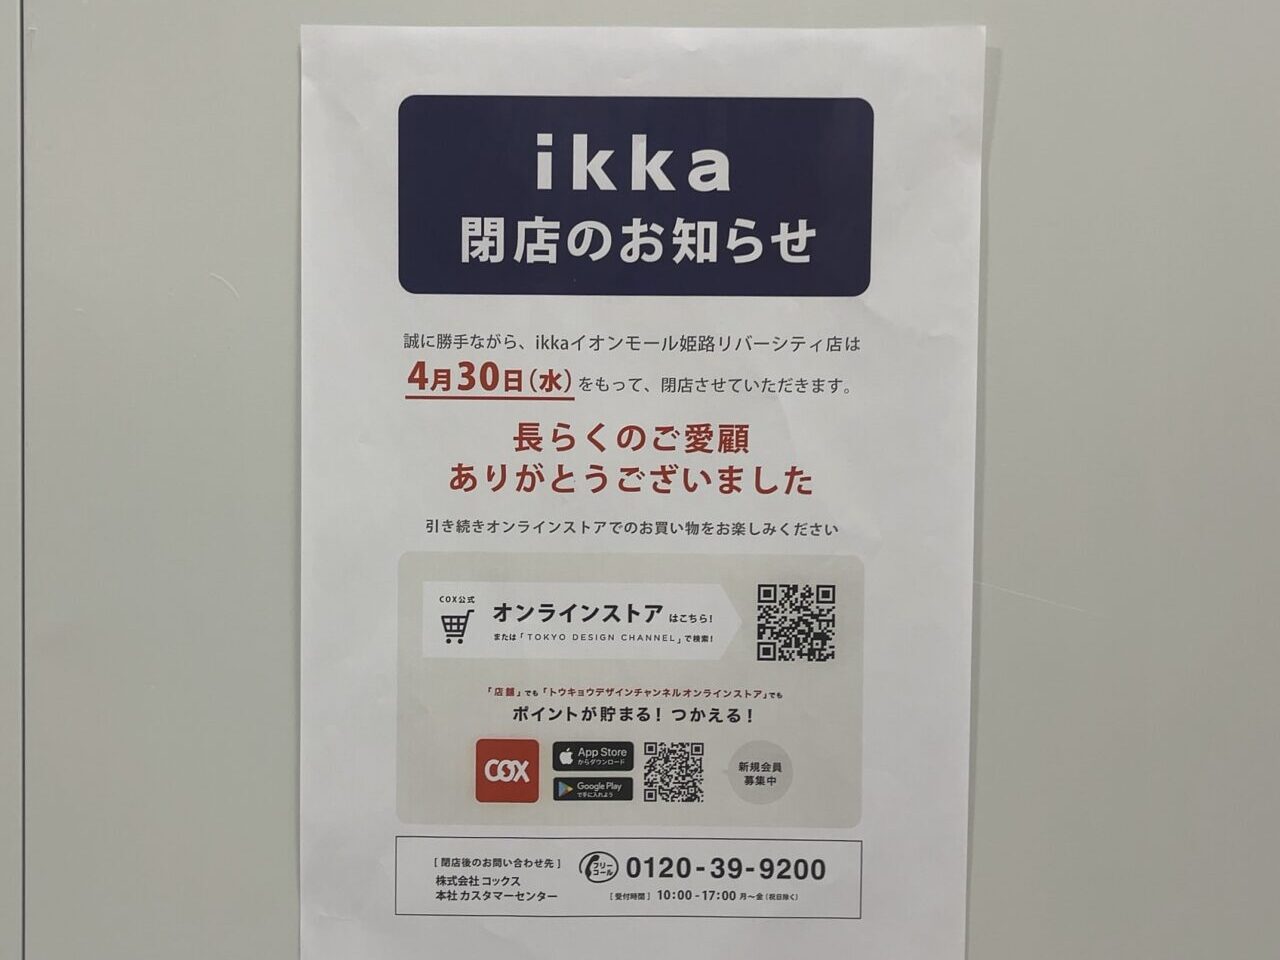 ikka
閉店のお知らせ
誠に勝手ながら、ikkaイオンモール姫路リバーシティ店は
4月30日(水)をもって、閉店させていただきます。
長らくのご愛顧
ありがとうございました
引き続きオンラインストアでのお買い物をお楽しみください
COX公式
オンラインストア はこちら!
または「TOKYO DESIGN CHANNEL」で検索!
「店舗」でも「トウキョウデザインチャンネルオンラインストア」でも
ポイントが貯まる! つかえる!
COX
App Store
からダウンロード
Google Play
で手に入れよう
新規会員
募集中
[ 閉店後のお問い合わせ先 ]
株式会社 コックス
本社 カスタマーセンター
フリー
コール
0120-39-9200
[ 受付時間 ] 10:00-17:00 月～金(祝日除く)